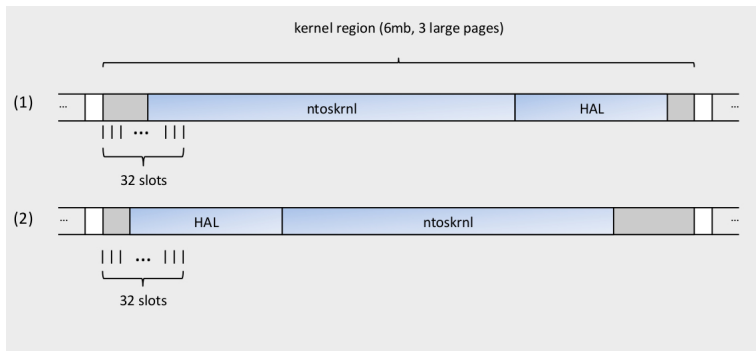 kernel region (6mb, 3 large pages)
(1) ... ntoskrnl HAL ...
...
32 slots
(2) ... HAL ntoskrnl ...
...
32 slots